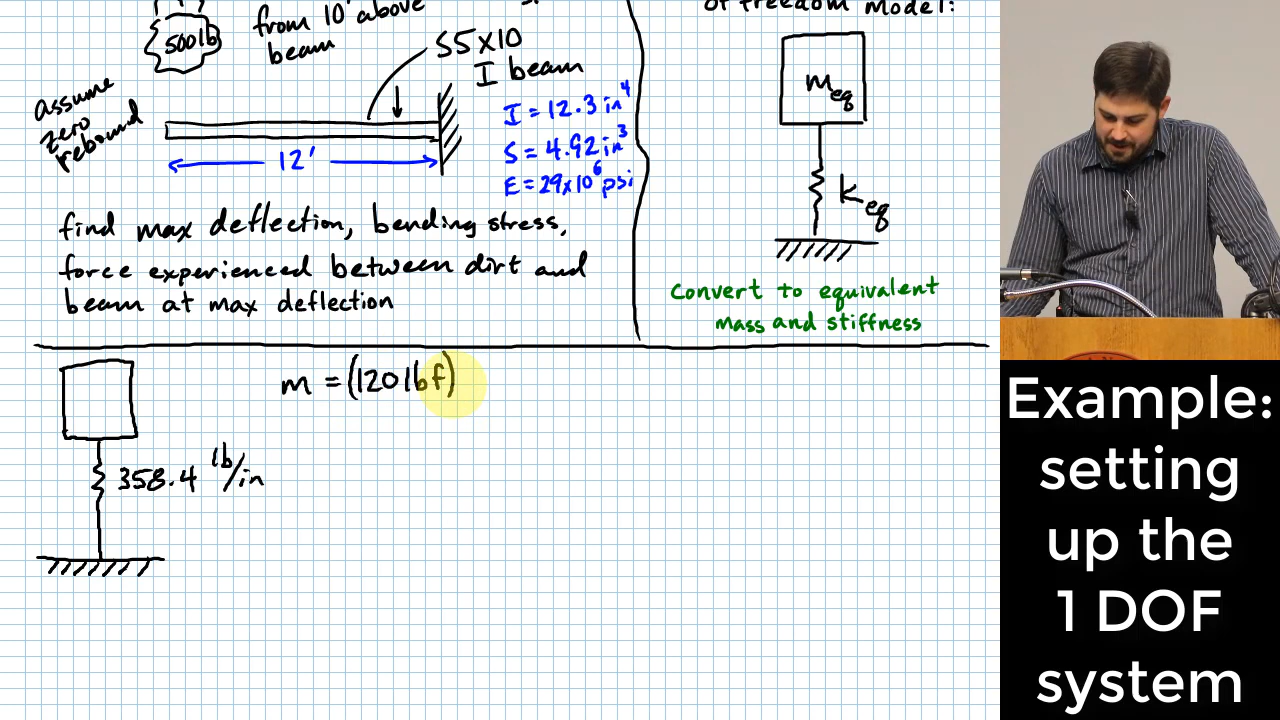 of freedom model:
500lb
from 10' above
beam
S5x10
I beam
assume
zero
rebound
12'
I = 12.3 in⁴
S = 4.92 in³
E = 29x10⁶ psi
find max deflection, bending stress,
force experienced between dirt and
beam at max deflection
m_eq
k_eq
Convert to equivalent
mass and stiffness
m = (120 lbf)
358.4 lb/in
Example:
setting
up the
1 DOF
system